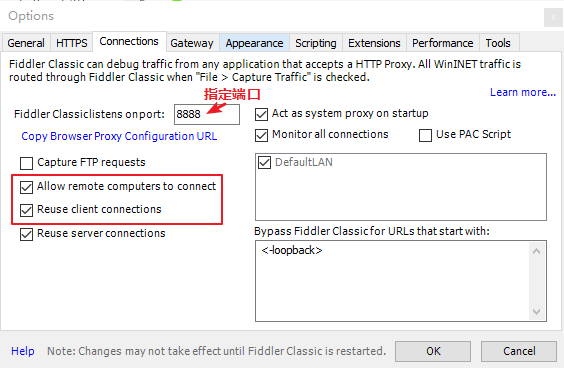 Options
General HTTPS Connections Gateway Appearance Scripting Extensions Performance Tools
Fiddler Classic can debug traffic from any application that accepts a HTTP Proxy. All WinINET traffic is
routed through Fiddler Classic when "File > Capture Traffic" is checked.
Learn more...
指定端口
Fiddler Classic listens on port: 8888
Act as system proxy on startup
Copy Browser Proxy Configuration URL
Monitor all connections
Use PAC Script
Capture FTP requests
DefaultLAN
Allow remote computers to connect
Reuse client connections
Reuse server connections
Bypass Fiddler Classic for URLs that start with:
<-loopback>
Help
Note: Changes may not take effect until Fiddler Classic is restarted.
OK
Cancel